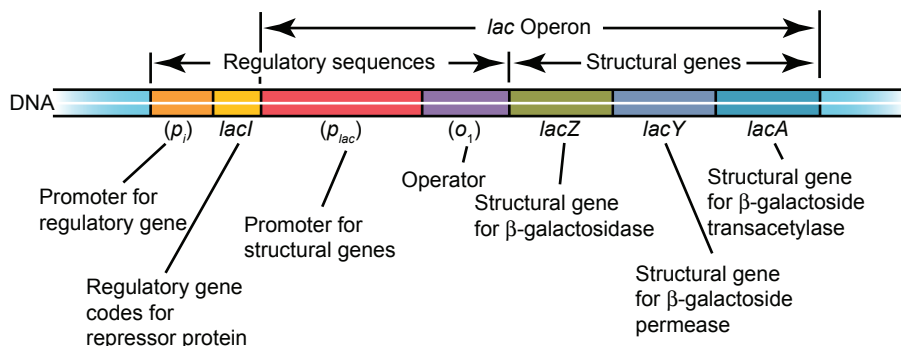 lac Operon
Regulatory sequences
Structural genes
DNA
(pi)
lacI
(plac)
(o1)
lacZ
lacY
lacA
Promoter for
regulatory gene
Regulatory gene
codes for
repressor protein
Promoter for
structural genes
Operator
Structural gene
for β-galactosidase
Structural gene
for β-galactoside
permease
Structural gene
for β-galactoside
transacetylase